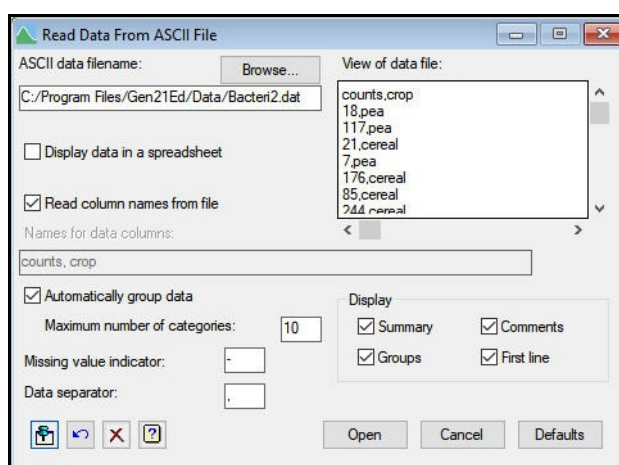 Read Data From ASCII File
ASCII data filename:
Browse...
C:/Program Files/Gen21Ed/Data/Bacteri2.dat
Display data in a spreadsheet
Read column names from file
Names for data columns:
counts, crop
Automatically group data
Maximum number of categories:
10
Missing value indicator:
-
Data separator:
,
View of data file:
counts,crop
18,pea
117,pea
21,cereal
7,pea
176,cereal
85,cereal
244,cereal
Display
Summary
Comments
Groups
First line
Open
Cancel
Defaults